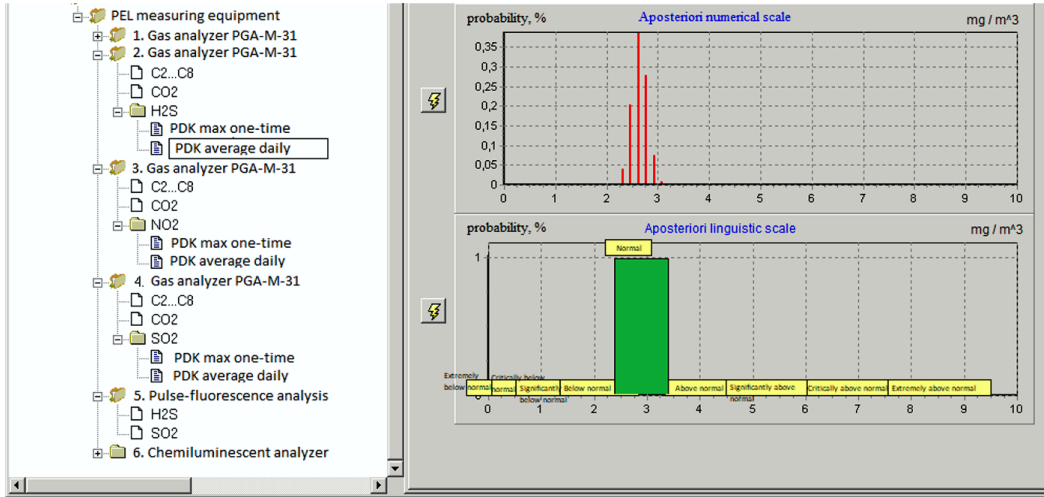 PEL measuring equipment
1. Gas analyzer PGA-M-31
2. Gas analyzer PGA-M-31
C2...C8
CO2
H2S
PDK max one-time
PDK average daily
3. Gas analyzer PGA-M-31
C2...C8
CO2
NO2
PDK max one-time
PDK average daily
4. Gas analyzer PGA-M-31
C2...C8
CO2
SO2
PDK max one-time
PDK average daily
5. Pulse-fluorescence analysis
H2S
SO2
6. Chemiluminescent analyzer
probability, % Aposteriori numerical scale mg / m^3
0,35
0,3
0,25
0,2
0,15
0,1
0,05
0
0 1 2 3 4 5 6 7 8 9 10
probability, % Aposteriori linguistic scale mg / m^3
Normal
1
Extremely below normal
Critically below normal
Significantly below normal
Below normal
Above normal
Significantly above normal
Critically above normal
Extremely above normal
0
0 1 2 3 4 5 6 7 8 9 10